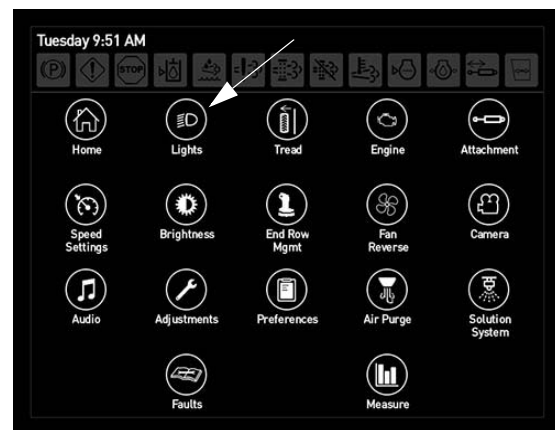 Tuesday 9:51 AM
(P) STOP
Home Lights Tread Engine Attachment
Speed Settings Brightness End Row Mgmt Fan Reverse Camera
Audio Adjustments Preferences Air Purge Solution System
Faults Measure